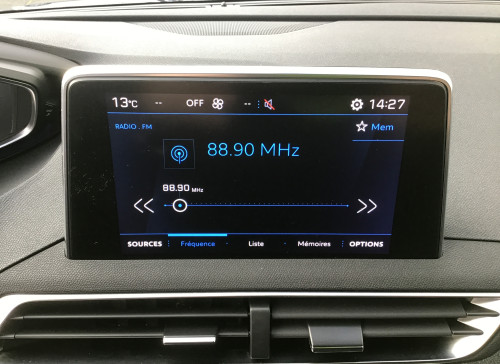 13°C -- OFF -- 14:27
RADIO . FM
Mem
88.90 MHz
88.90 MHz
SOURCES Fréquence Liste Mémoires OPTIONS